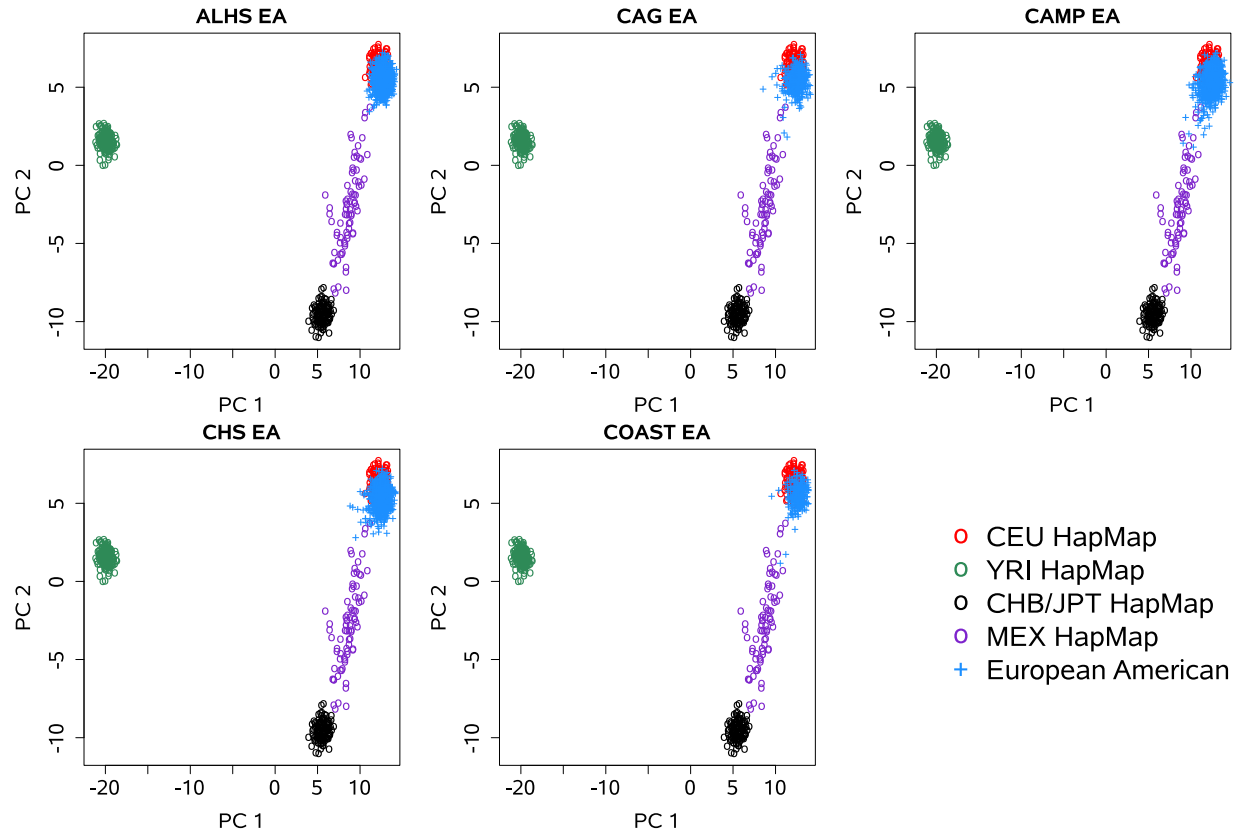 ALHS EA
CAG EA
CAMP EA
5
0
-5
-10
PC 2
-20
-10
0
5
10
PC 1
5
0
-5
-10
PC 2
-20
-10
0
5
10
PC 1
5
0
-5
-10
PC 2
-20
-10
0
5
10
PC 1
CHS EA
COAST EA
5
0
-5
-10
PC 2
-20
-10
0
5
10
PC 1
5
0
-5
-10
PC 2
-20
-10
0
5
10
PC 1
CEU HapMap
YRI HapMap
CHB/JPT HapMap
MEX HapMap
European American